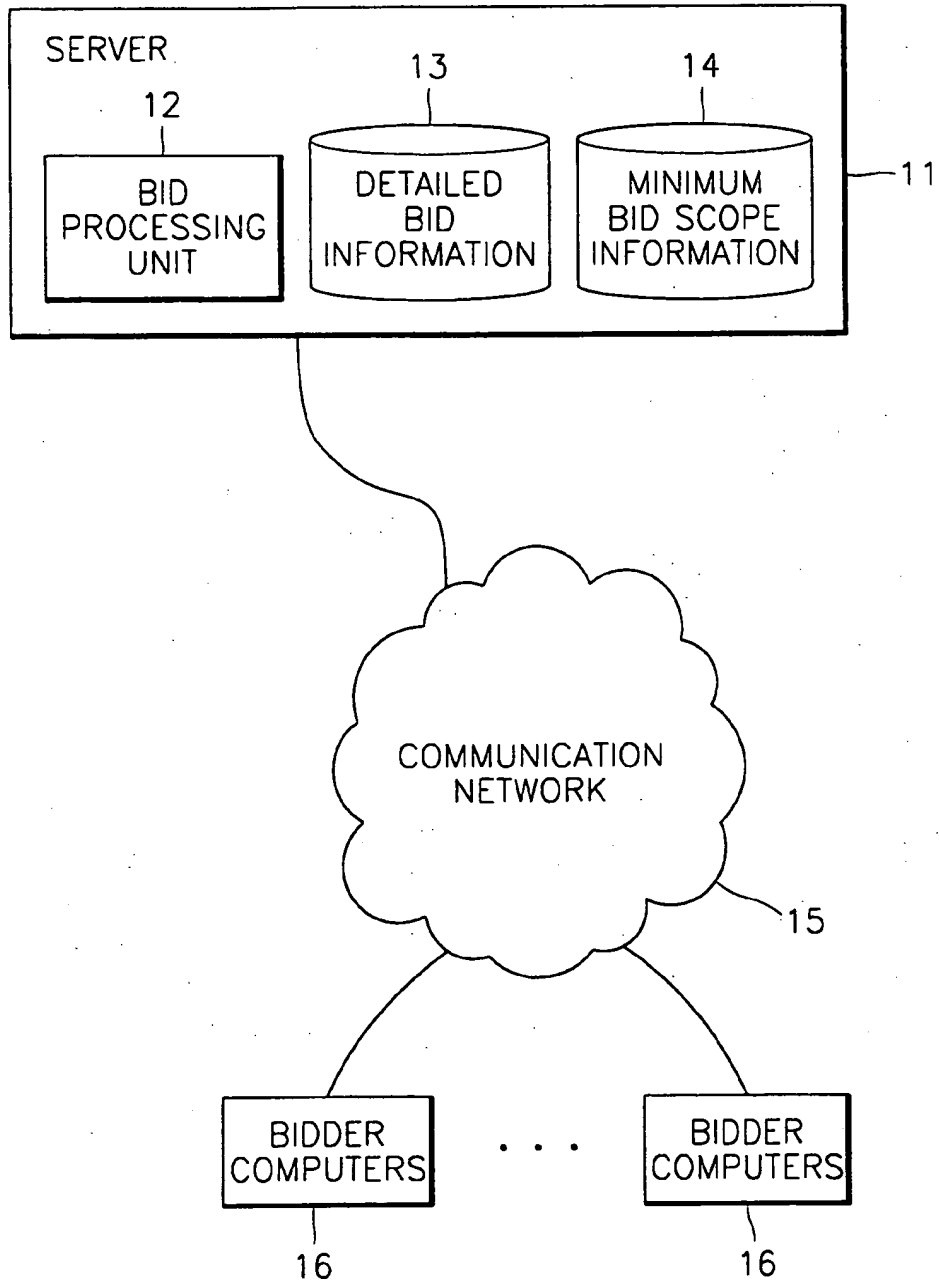 SERVER
12
13
14
BID
PROCESSING
UNIT
DETAILED
BID
INFORMATION
MINIMUM
BID SCOPE
INFORMATION
11
COMMUNICATION
NETWORK
15
BIDDER
COMPUTERS
. . .
BIDDER
COMPUTERS
16
16